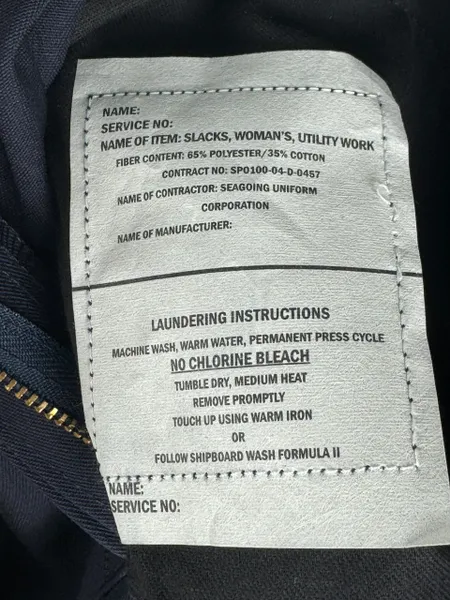 NAME:
SERVICE NO:
NAME OF ITEM: SLACKS, WOMAN'S, UTILITY WORK
FIBER CONTENT: 65% POLYESTER/35% COTTON
CONTRACT NO: SPO100-04-D-0457
NAME OF CONTRACTOR: SEAGOING UNIFORM
CORPORATION
NAME OF MANUFACTURER:
LAUNDERING INSTRUCTIONS
MACHINE WASH, WARM WATER, PERMANENT PRESS CYCLE
NO CHLORINE BLEACH
TUMBLE DRY, MEDIUM HEAT
REMOVE PROMPTLY
TOUCH UP USING WARM IRON
OR
FOLLOW SHIPBOARD WASH FORMULA II
NAME:
SERVICE NO: